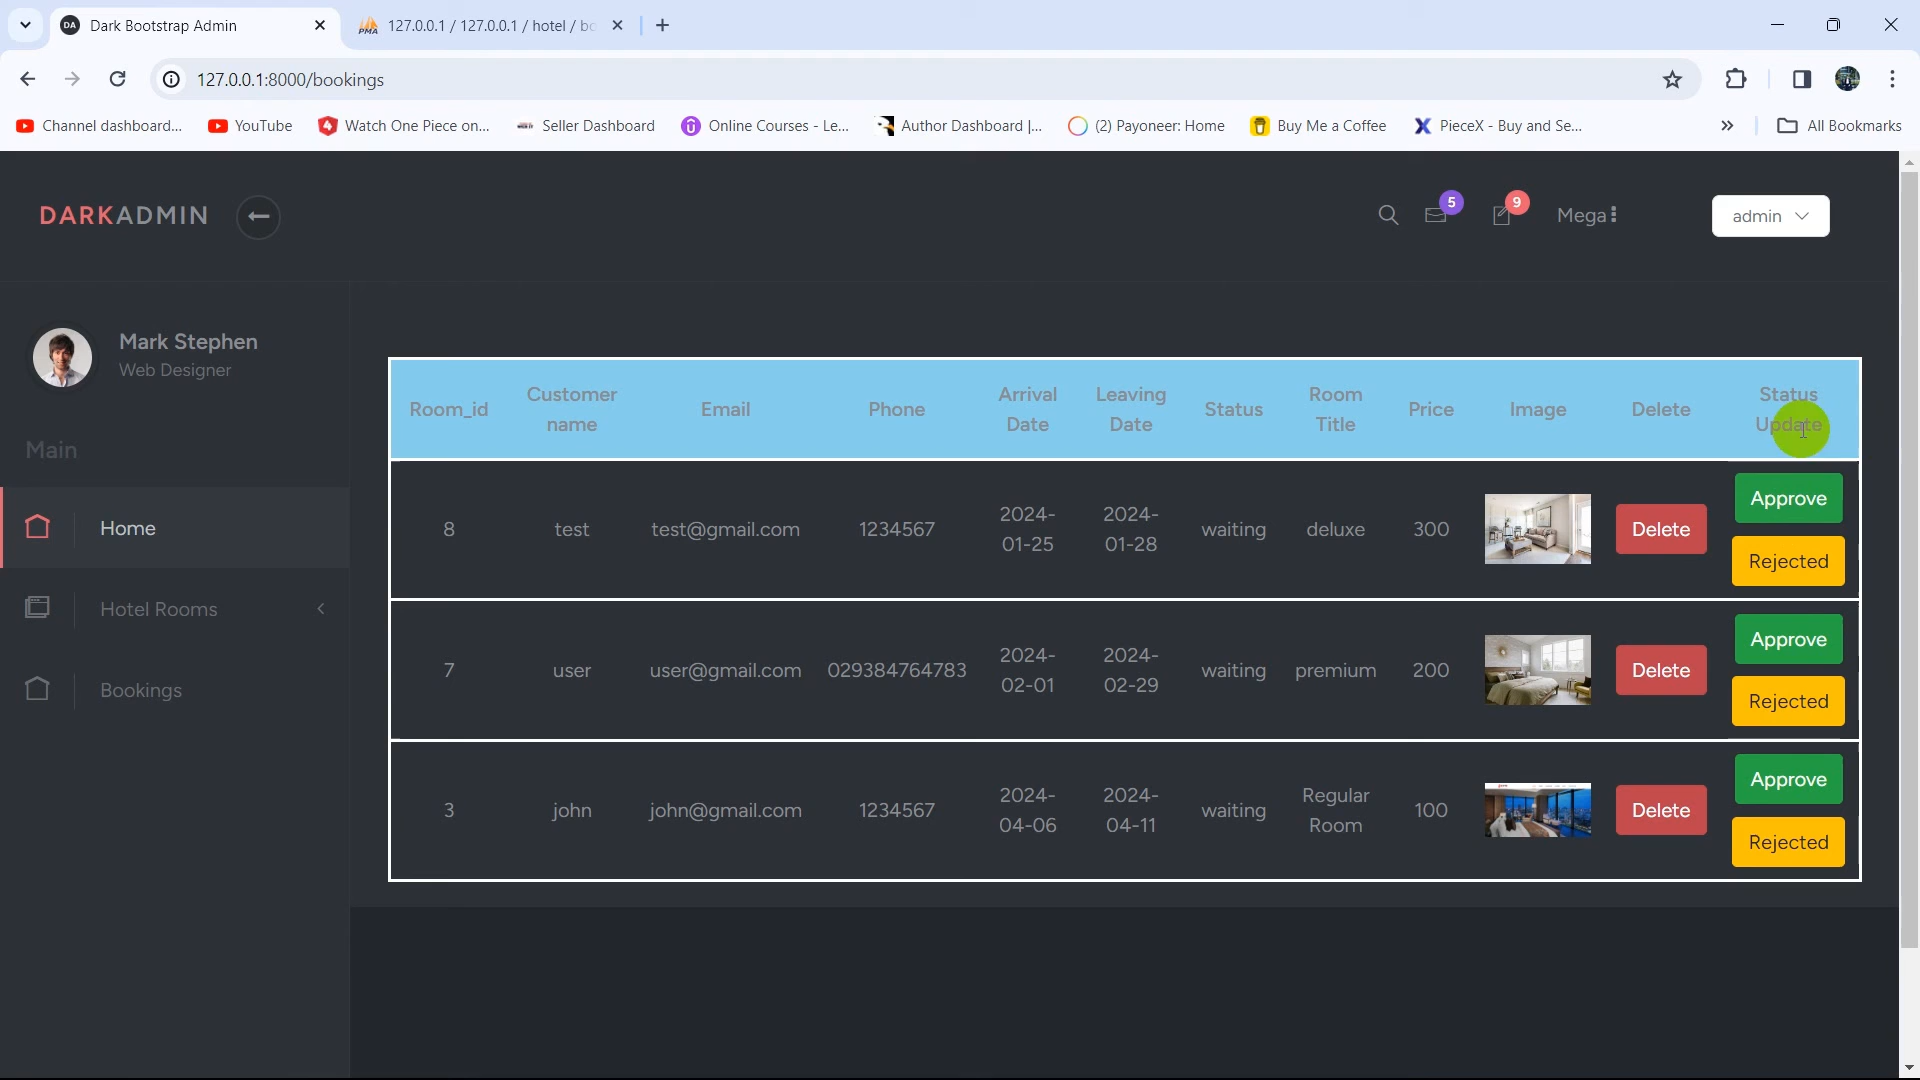 DA Dark Bootstrap Admin
PMA 127.0.0.1 / 127.0.0.1 / hotel / bo
127.0.0.1:8000/bookings
Channel dashboard...
YouTube
Watch One Piece on...
Seller Dashboard
Online Courses - Le...
Author Dashboard |...
(2) Payoneer: Home
Buy Me a Coffee
PieceX - Buy and Se...
All Bookmarks
DARKADMIN
5
9
Mega
admin
Mark Stephen
Web Designer
Main
Home
Hotel Rooms
Bookings
Room_id
Customer
name
Email
Phone
Arrival
Date
Leaving
Date
Status
Room
Title
Price
Image
Delete
Status
Update
8
test
test@gmail.com
1234567
2024-
01-25
2024-
01-28
waiting
deluxe
300
Delete
Approve
Rejected
7
user
user@gmail.com
029384764783
2024-
02-01
2024-
02-29
waiting
premium
200
Delete
Approve
Rejected
3
john
john@gmail.com
1234567
2024-
04-06
2024-
04-11
waiting
Regular
Room
100
Delete
Approve
Rejected